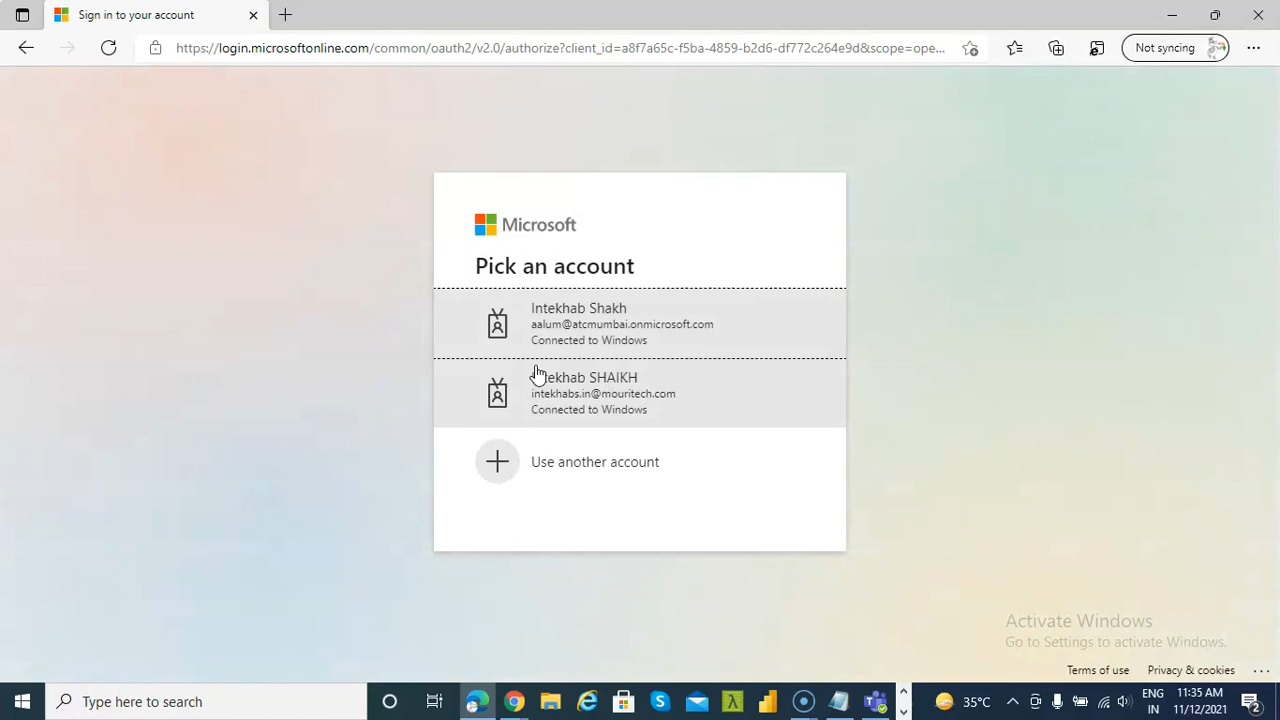 Sign in to your account
https://login.microsoftonline.com/common/oauth2/v2.0/authorize?client_id=a8f7a65c-f5ba-4859-b2d6-df772c264e9d&scope=ope...
Not syncing
Microsoft
Pick an account
Intekhab Shakh
aalum@atcmumbai.onmicrosoft.com
Connected to Windows
SHAIKH
intekhabs.in@mouritech.com
Connected to Windows
Use another account
Activate Windows
Go to Settings to activate Windows.
Terms of use
Privacy & cookies
Type here to search
35°C
ENG
IN
11:35 AM
11/12/2021
2